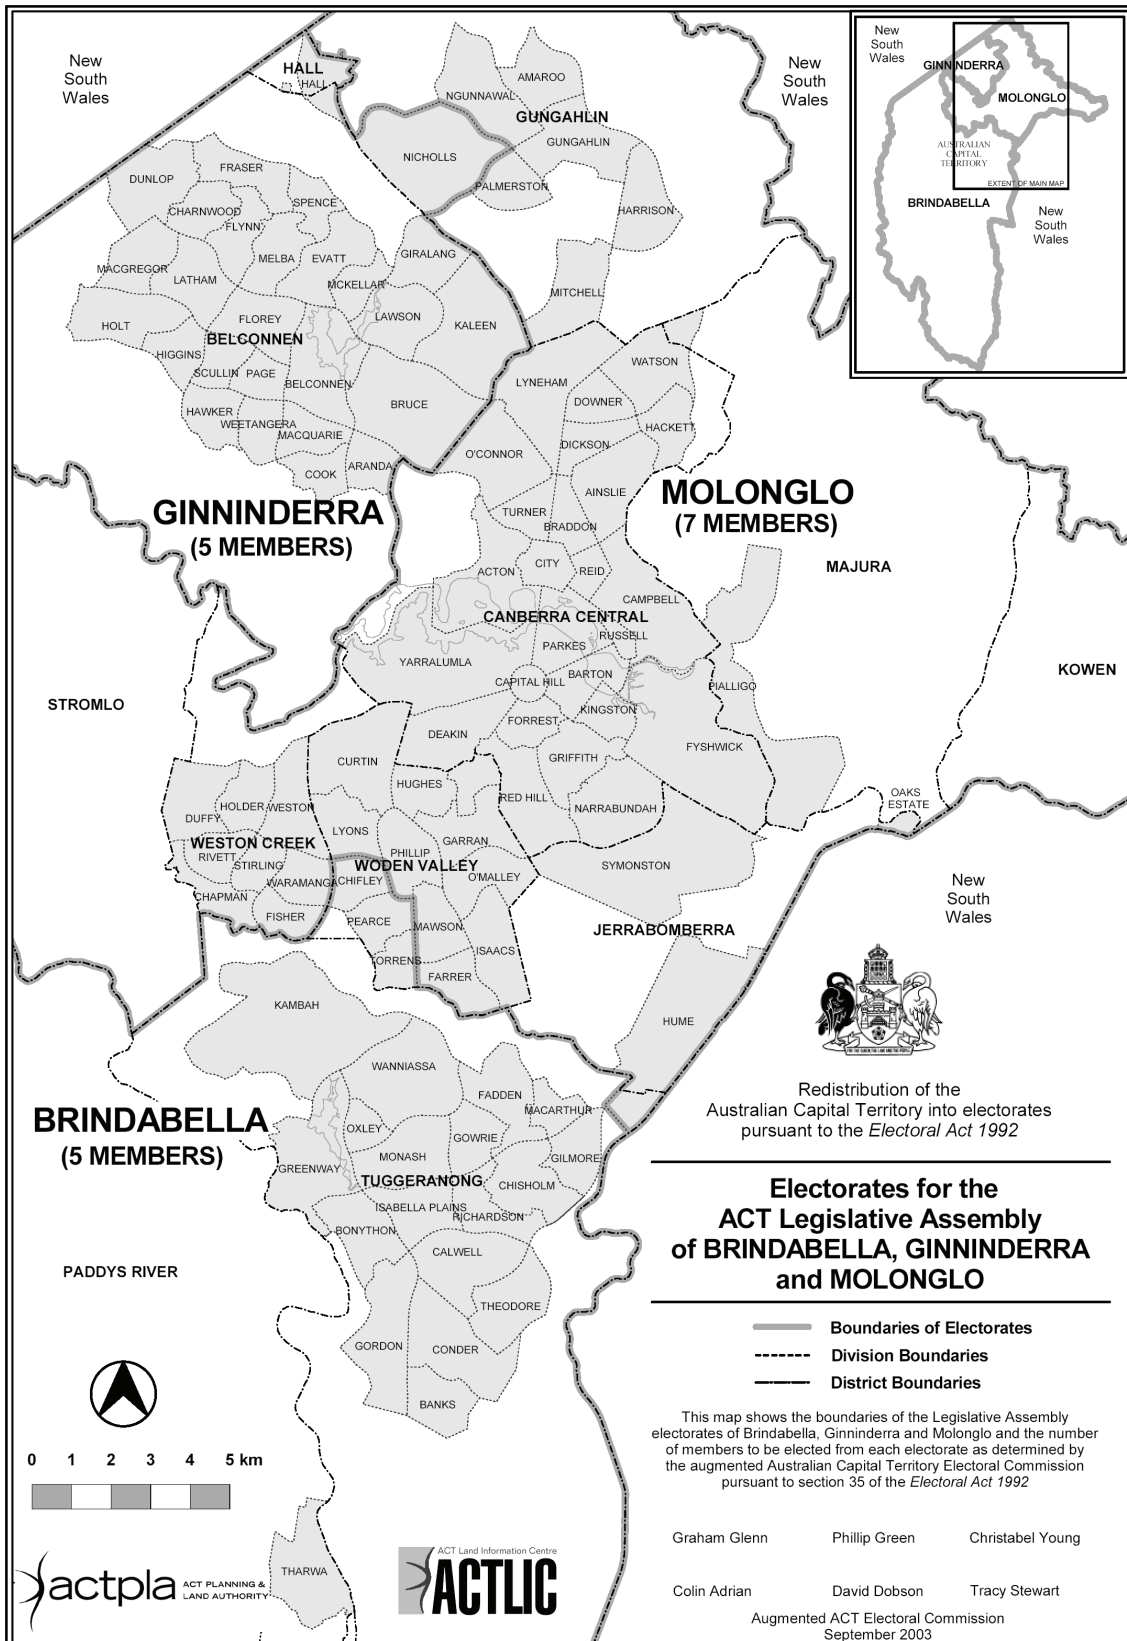 New
South
Wales
HALL
HALL
NGUNNAWAL
AMAROO
GUNGAHLIN
GUNGAHLIN
NICHOLLS
PALMERSTON
HARRISON
MITCHELL
New
South
Wales
New
South
Wales
GINNINDERRA
MOLONGLO
AUSTRALIAN
CAPITAL
TERRITORY
EXTENT OF MAIN MAP
BRINDABELLA
New
South
Wales
DUNLOP
FRASER
SPENCE
CHARNWOOD
FLYNN
MELBA
EVATT
GIRALANG
MACGREGOR
LATHAM
MCKELLAR
LAWSON
KALEEN
HOLT
FLOREY
BELCONNEN
HIGGINS
SCULLIN
PAGE
BELCONNEN
BRUCE
HAWKER
WEETANGERA
MACQUARIE
COOK
ARANDA
LYNEHAM
WATSON
DOWNER
HACKETT
DICKSON
O'CONNOR
AINSLIE
TURNER
BRADDON
GINNINDERRA
(5 MEMBERS)
MOLONGLO
(7 MEMBERS)
MAJURA
CITY
ACTON
REID
CAMPBELL
CANBERRA CENTRAL
RUSSELL
PARKES
YARRALUMLA
BARTON
CAPITAL HILL
KINGSTON
PIALLIGO
KOWEN
STROMLO
FORREST
DEAKIN
FYSHWICK
GRIFFITH
CURTIN
HUGHES
RED HILL
NARRABUNDAH
OAKS
ESTATE
HOLDER
WESTON
DUFFY
LYONS
WESTON CREEK
GARRAN
PHILLIP
RIVETT
STIRLING
WODEN VALLEY
SYMONSTON
WARAMANGA
CHIFLEY
O'MALLEY
CHAPMAN
FISHER
PEARCE
MAWSON
ISAACS
TORRENS
FARRER
JERRABOMBERRA
New
South
Wales
HUME
KAMBAH
WANNIASSA
FADDEN
MACARTHUR
OXLEY
GOWRIE
MONASH
GILMORE
GREENWAY
TUGGERANONG
CHISHOLM
ISABELLA PLAINS
RICHARDSON
BONYTHON
CALWELL
THEODORE
GORDON
CONDER
BANKS
THARWA
BRINDABELLA
(5 MEMBERS)
PADDYS RIVER
FOR THE QUEEN, THE LAW, AND THE PEOPLE
Redistribution of the
Australian Capital Territory into electorates
pursuant to the Electoral Act 1992
Electorates for the
ACT Legislative Assembly
of BRINDABELLA, GINNINDERRA
and MOLONGLO
Boundaries of Electorates
Division Boundaries
District Boundaries
This map shows the boundaries of the Legislative Assembly
electorates of Brindabella, Ginninderra and Molonglo and the number
of members to be elected from each electorate as determined by
the augmented Australian Capital Territory Electoral Commission
pursuant to section 35 of the Electoral Act 1992
Graham Glenn Phillip Green Christabel Young
Colin Adrian David Dobson Tracy Stewart
Augmented ACT Electoral Commission
September 2003
0 1 2 3 4 5 km
actpla
ACT PLANNING &
LAND AUTHORITY
ACT Land Information Centre
ACTLIC